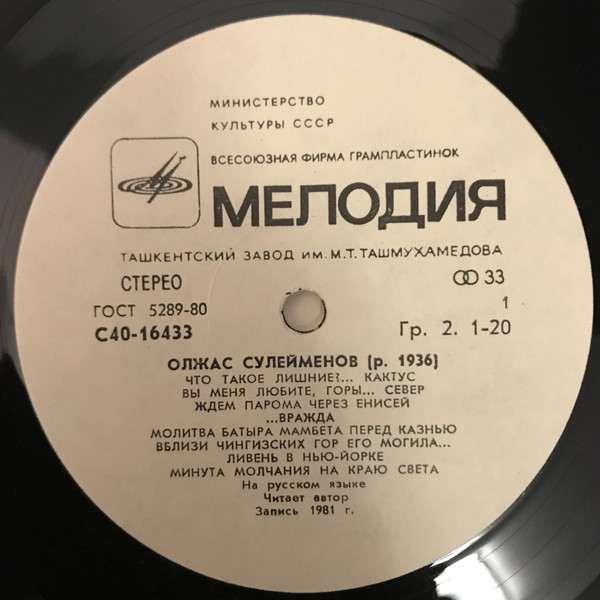 МИНИСТЕРСТВО
КУЛЬТУРЫ СССР
ВСЕСОЮЗНАЯ ФИРМА ГРАМПЛАСТИНОК
МЕЛОДИЯ
ТАШКЕНТСКИЙ ЗАВОД ИМ. М. Т. ТАШМУХАМЕДОВА
СТЕРЕО 33
ГОСТ 5289-80 1
С40-16433 Гр. 2. 1-20
ОЛЖАС СУЛЕЙМЕНОВ (р. 1936)
ЧТО ТАКОЕ ЛИШНИЕ?... КАКТУС
ВЫ МЕНЯ ЛЮБИТЕ, ГОРЫ... СЕВЕР
ЖДЕМ ПАРОМА ЧЕРЕЗ ЕНИСЕЙ
...ВРАЖДА
МОЛИТВА БАТЫРА МАМБЕТА ПЕРЕД КАЗНЬЮ
ВБЛИЗИ ЧИНГИЗСКИХ ГОР ЕГО МОГИЛА...
ЛИВЕНЬ В НЬЮ-ЙОРКЕ
МИНУТА МОЛЧАНИЯ НА КРАЮ СВЕТА
На русском языке
Читает автор
Запись 1981 г.